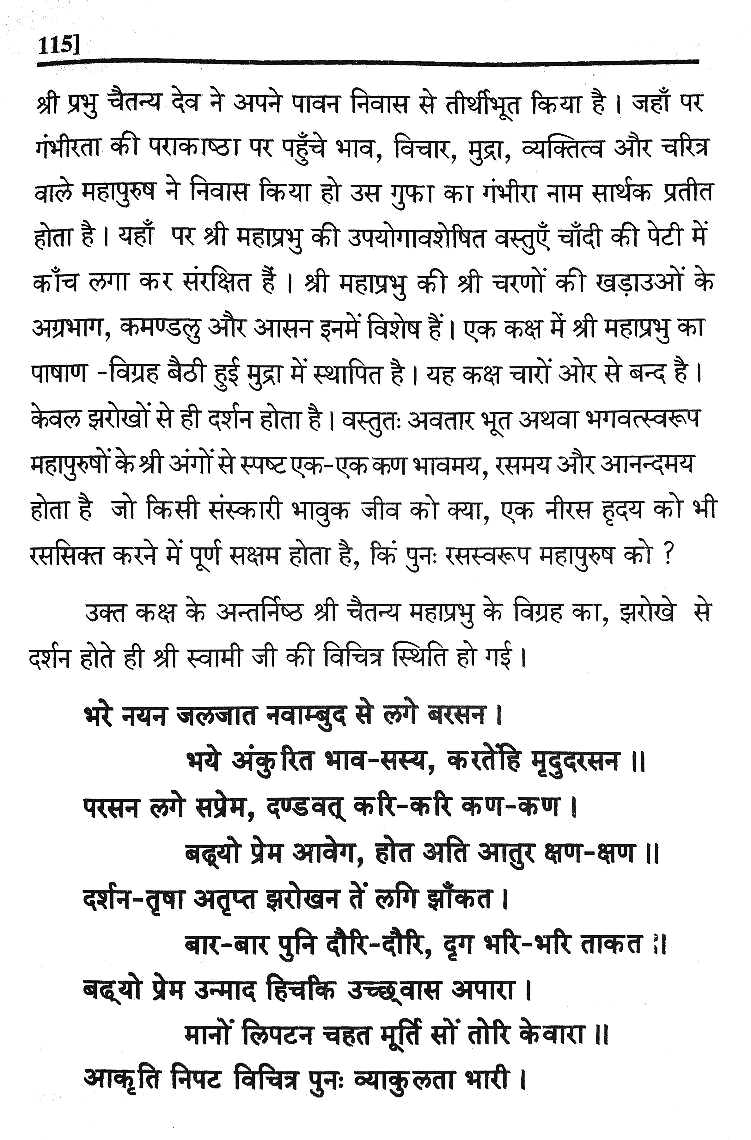 115]
श्री प्रभु चैतन्य देव ने अपने पावन निवास से तीर्थीभूत किया है । जहाँ पर
गंभीरता की पराकाष्ठा पर पहुँचे भाव, विचार, मुद्रा, व्यक्तित्व और चरित्र
वाले महापुरुष ने निवास किया हो उस गुफा का गंभीरा नाम सार्थक प्रतीत
होता है । यहाँ पर श्री महाप्रभु की उपयोगावशेषित वस्तुएँ चाँदी की पेटी में
काँच लगा कर संरक्षित हैं । श्री महाप्रभु की श्री चरणों की खड़ाउओं के
अग्रभाग, कमण्डलु और आसन इनमें विशेष हैं । एक कक्ष में श्री महाप्रभु का
पाषाण -विग्रह बैठी हुई मुद्रा में स्थापित है । यह कक्ष चारों ओर से बन्द है ।
केवल झरोखों से ही दर्शन होता है । वस्तुतः अवतार भूत अथवा भगवत्स्वरूप
महापुरुषों के श्री अंगों से स्पष्ट एक-एक कण भावमय, रसमय और आनन्दमय
होता है जो किसी संस्कारी भावुक जीव को क्या, एक नीरस हृदय को भी
रससिक्त करने में पूर्ण सक्षम होता है, किं पुनः रसस्वरूप महापुरुष को ?
उक्त कक्ष के अन्तर्निष्ठ श्री चैतन्य महाप्रभु के विग्रह का, झरोखे से
दर्शन होते ही श्री स्वामी जी की विचित्र स्थिति हो गई ।
भरे नयन जलजात नवाम्बुद से लगे बरसन ।
भये अंकुरित भाव-सस्य, करतेंहि मृदुदरसन ॥
परसन लगे सप्रेम, दण्डवत् करि-करि कण-कण ।
बढ्यो प्रेम आवेग, होत अति आतुर क्षण-क्षण ॥
दर्शन-तृषा अतृप्त झरोखन तें लगि झाँकत ।
बार-बार पुनि दौरि-दौरि, दृग भरि-भरि ताकत ॥
बढ्यो प्रेम उन्माद हिचकि उच्छ्वास अपारा ।
मानों लिपटन चहत मूर्ति सों तोरि केवारा ॥
आकृति निपट विचित्र पुनः व्याकुलता भारी ।